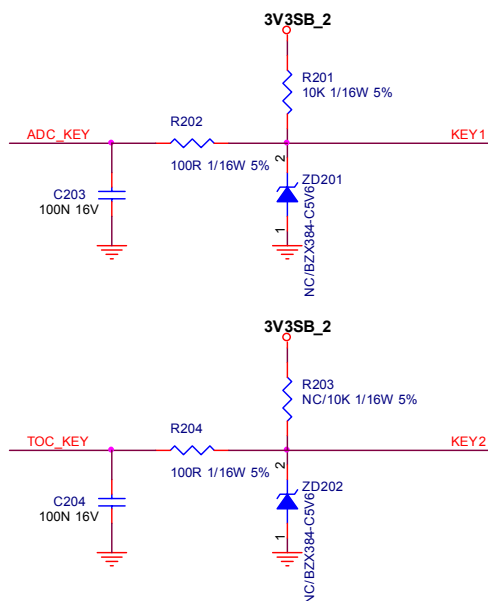 3V3SB_2
R201
10K 1/16W 5%
R202
ADC_KEY
KEY1
100R 1/16W 5%
2
ZD201
C203
100N 16V
1
NC/BZX384-C5V6
3V3SB_2
R203
NC/10K 1/16W 5%
R204
TOC_KEY
KEY2
100R 1/16W 5%
2
ZD202
C204
100N 16V
1
NC/BZX384-C5V6